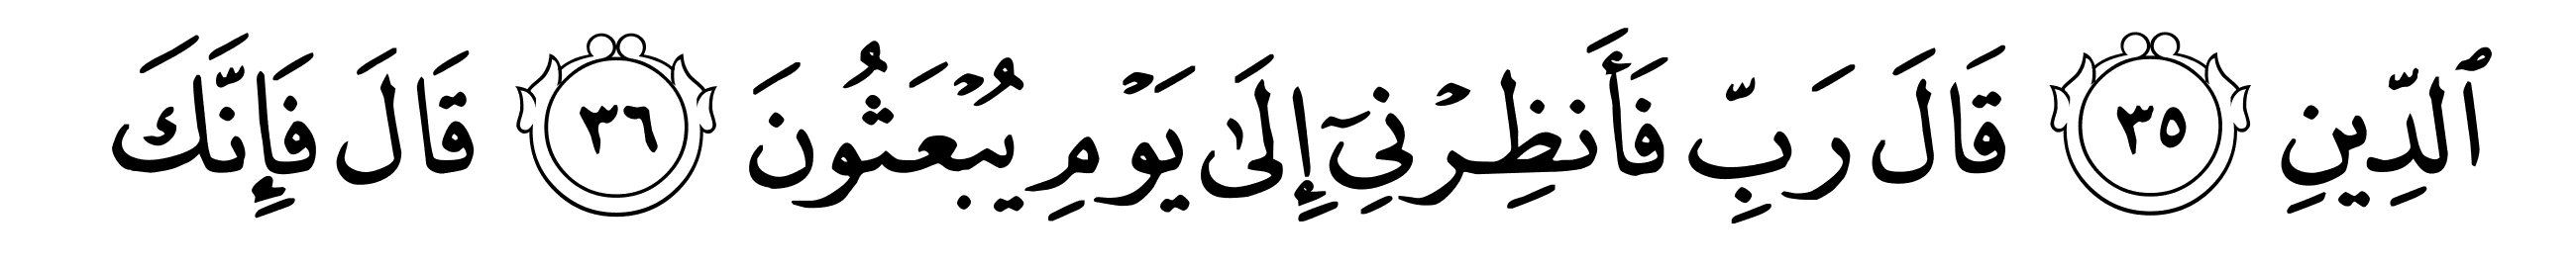 ٱلدِّينِ ٣٥ قَالَ رَبِّ فَأَنظِرْنِىٓ إِلَىٰ يَوْمِ يُبْعَثُونَ ٣٦ قَالَ فَإِنَّكَ